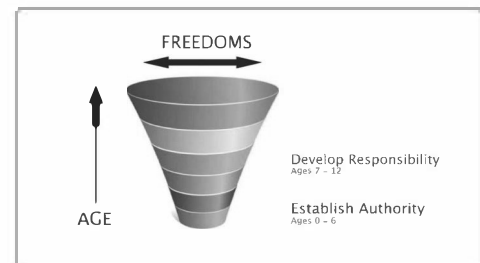 FREEDOMS
Develop Responsibility
Ages 7 – 12
Establish Authority
Ages 0 – 6
AGE